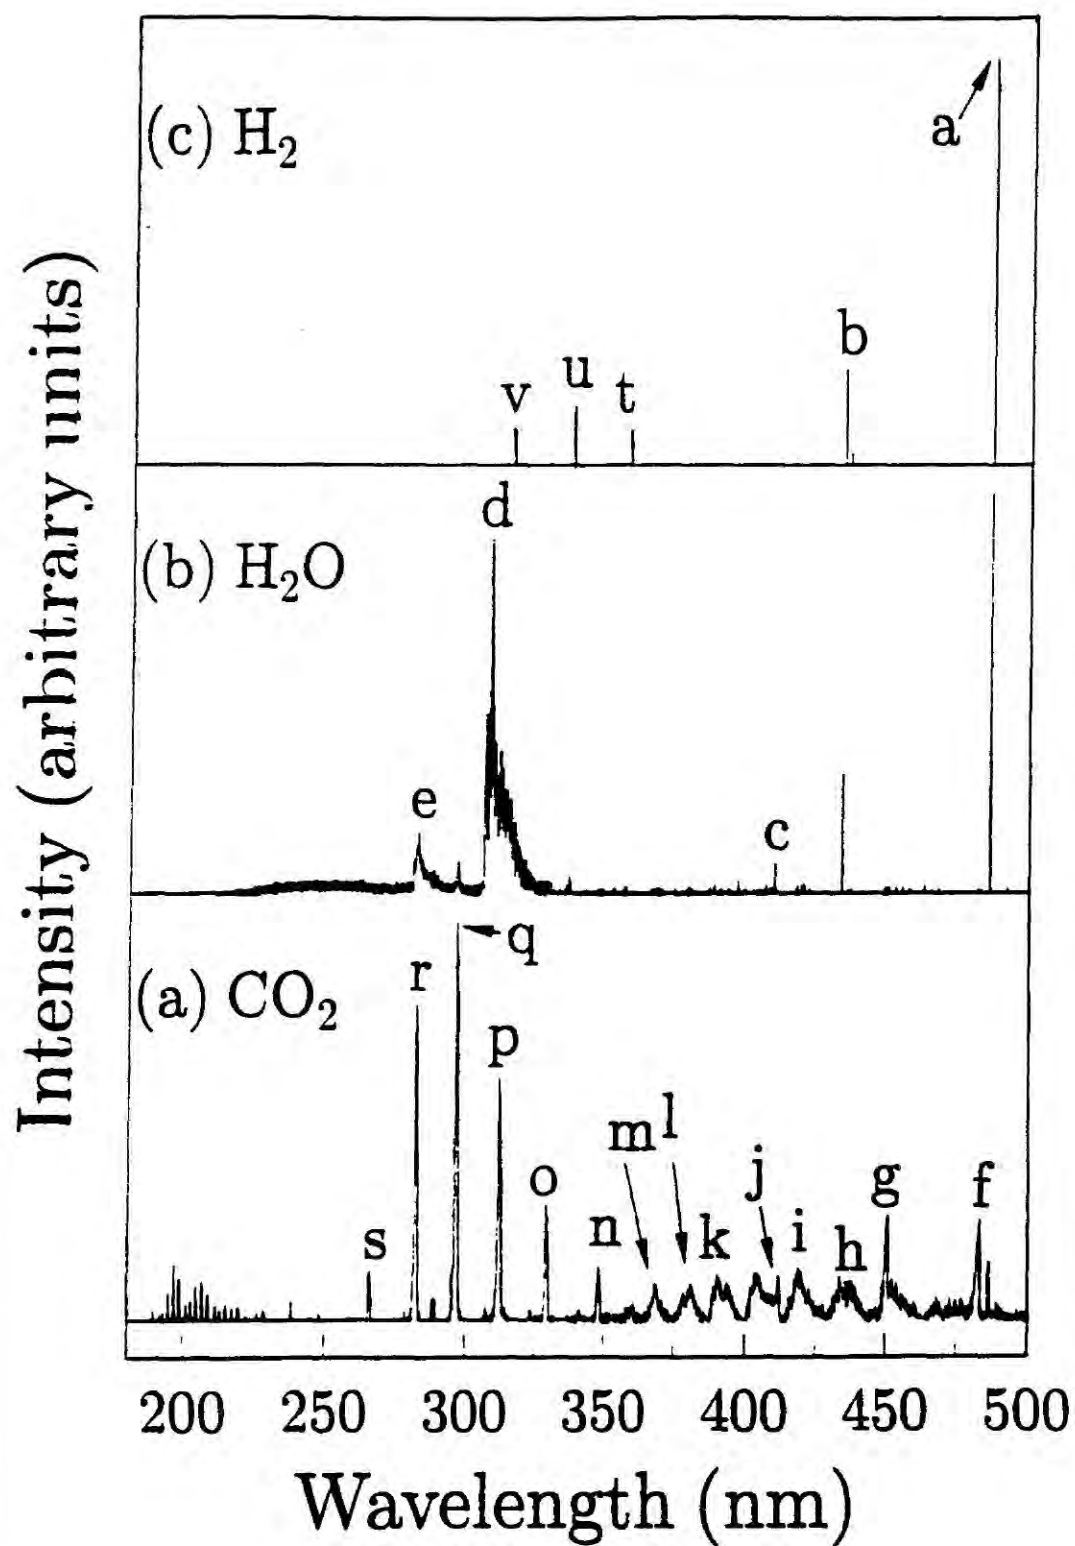 (c) H₂
a
b
u
v
t
d
(b) H₂O
e
c
q
r
(a) CO₂
p
m
l
o
j
g
f
n
k
i
h
s
200 250 300 350 400 450 500
Wavelength (nm)
Intensity (arbitrary units)